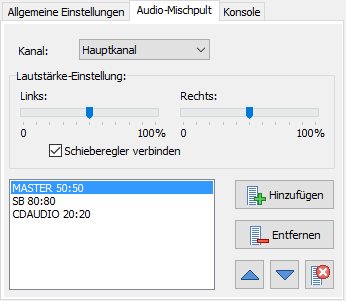 Allgemeine Einstellungen Audio-Mischpult Konsole
Kanal: Hauptkanal
Lautstärke-Einstellung:
Links: Rechts:
0 100% 0 100%
Schieberegler verbinden
MASTER 50:50
SB 80:80
CDAUDIO 20:20
Hinzufügen
Entfernen